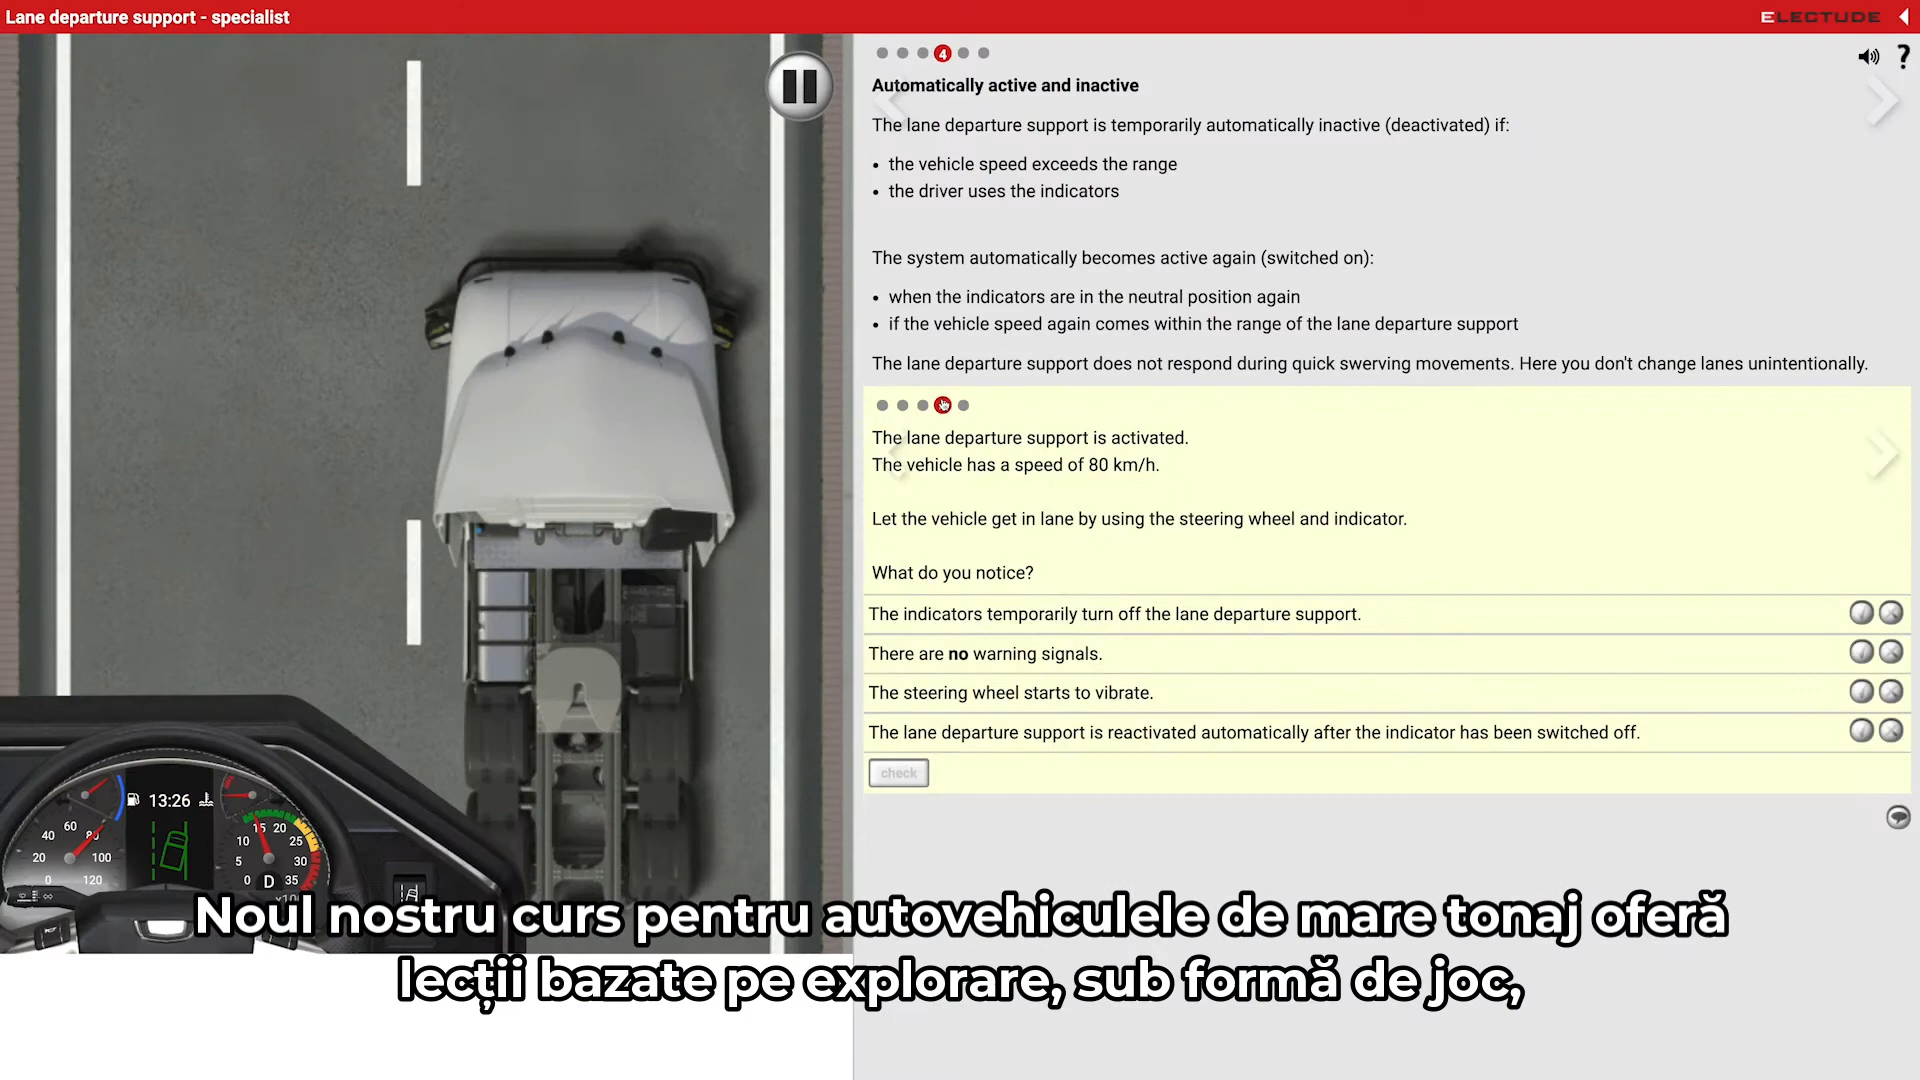 Lane departure support - specialist
ELECTUDE
4
?
Automatically active and inactive
The lane departure support is temporarily automatically inactive (deactivated) if:
• the vehicle speed exceeds the range
• the driver uses the indicators
The system automatically becomes active again (switched on):
• when the indicators are in the neutral position again
• if the vehicle speed again comes within the range of the lane departure support
The lane departure support does not respond during quick swerving movements. Here you don't change lanes unintentionally.
The lane departure support is activated.
The vehicle has a speed of 80 km/h.
Let the vehicle get in lane by using the steering wheel and indicator.
What do you notice?
The indicators temporarily turn off the lane departure support.
There are no warning signals.
The steering wheel starts to vibrate.
The lane departure support is reactivated automatically after the indicator has been switched off.
check
13:26
0 20 40 60 80 100 120
0 5 10 15 20 25 30 35
D
Noul nostru curs pentru autovehiculele de mare tonaj oferă
lecții bazate pe explorare, sub formă de joc,